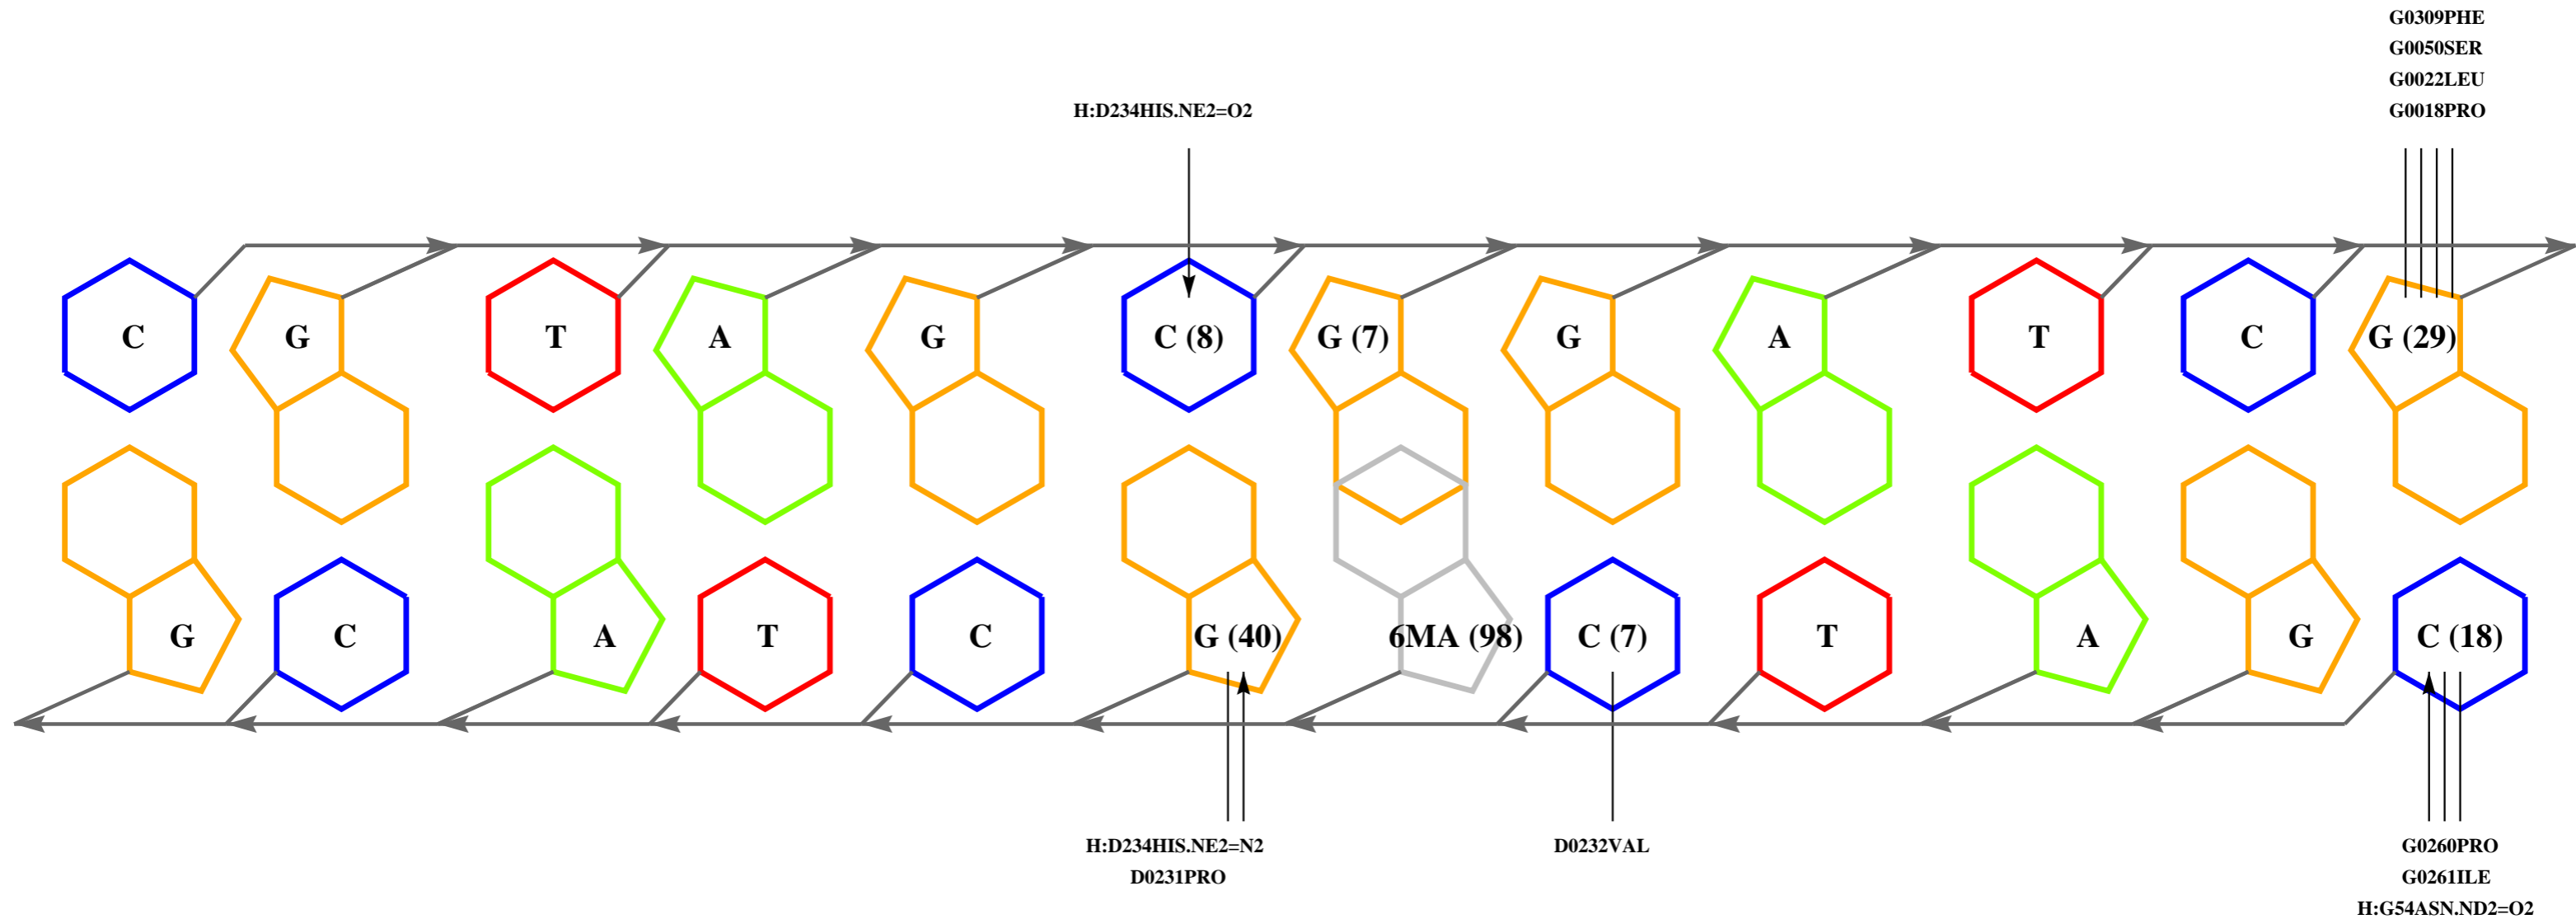 G0309PHE
G0050SER
G0022LEU
G0018PRO
H:D234HIS.NE2=O2
C G T A G C (8) G (7) G A T C G (29)
G C A T C G (40) 6MA (98) C (7) T A G C (18)
H:D234HIS.NE2=N2 D0232VAL G0260PRO
D0231PRO G0261ILE
H:G54ASN.ND2=O2